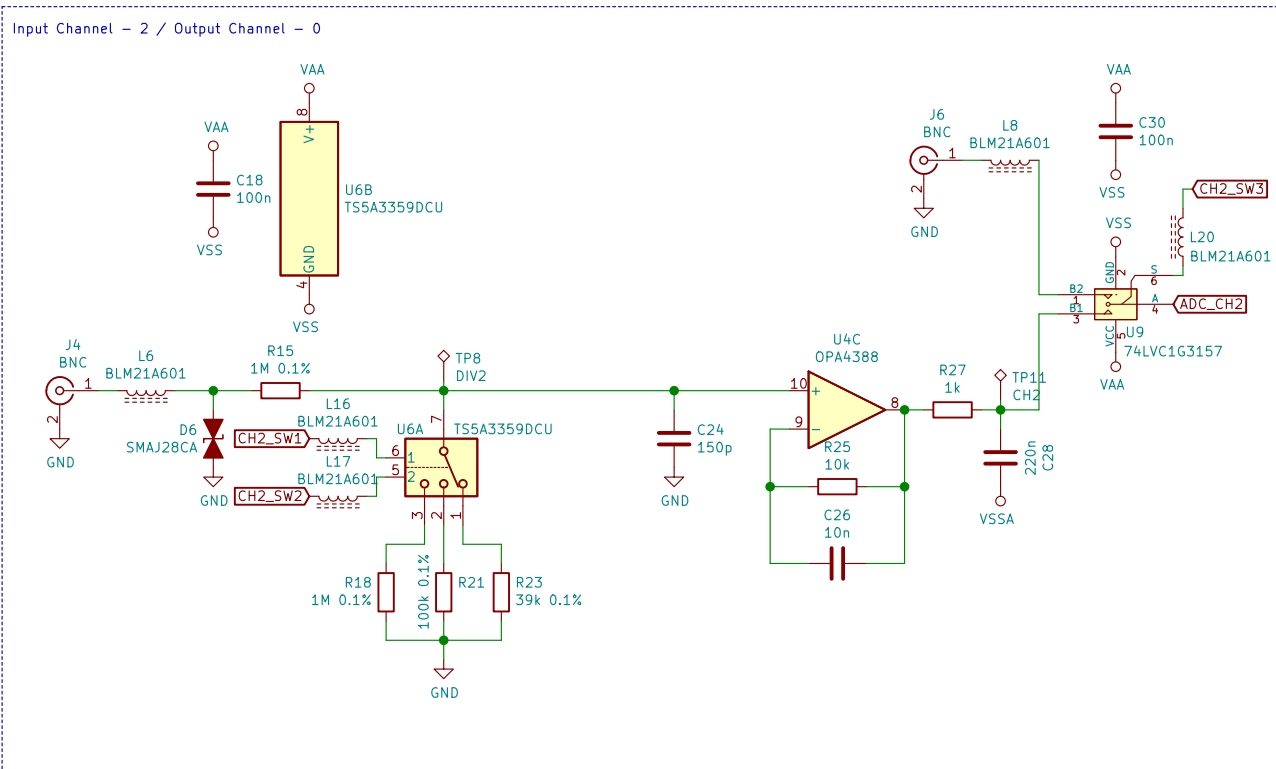 Input Channel – 2 / Output Channel – 0
VAA
8
V+
U6B
TS5A3359DCU
GND
4
VSS
VAA
C18
100n
VSS
J6
BNC
1
2
GND
L8
BLM21A601
VAA
C30
100n
VSS
CH2_SW3
L20
BLM21A601
VSS
GND
2
S
6
B2
1
B1
3
A
4
ADC_CH2
VCC
5
U9
74LVC1G3157
VAA
J4
BNC
1
2
GND
L6
BLM21A601
R15
1M 0.1%
D6
SMAJ28CA
GND
TP8
DIV2
L16
BLM21A601
CH2_SW1
L17
BLM21A601
CH2_SW2
U6A
TS5A3359DCU
7
6
1
5
2
3
2
1
R18
1M 0.1%
100k 0.1%
R21
R23
39k 0.1%
GND
C24
150p
GND
U4C
OPA4388
10
+
9
–
8
R25
10k
C26
10n
R27
1k
TP11
CH2
220n
C28
VSSA